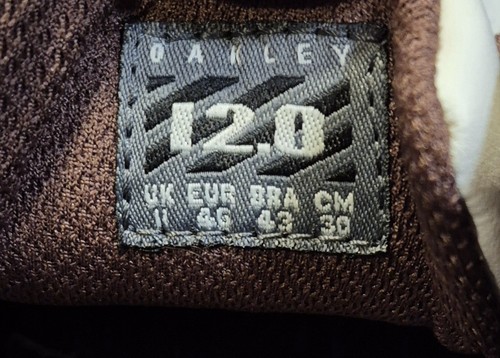 OAKLEY
12.0
UK EUR BRA CM
11 46 43 30